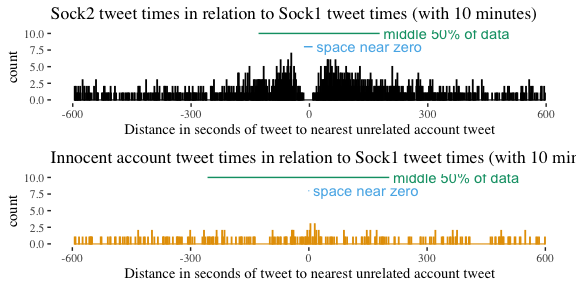 Sock2 tweet times in relation to Sock1 tweet times (with 10 minutes)
10.0
middle 50% of data
7.5
space near zero
count
5.0
2.5
0.0
-600 -300 0 300 600
Distance in seconds of tweet to nearest unrelated account tweet
Innocent account tweet times in relation to Sock1 tweet times (with 10 min
10.0
middle 50% of data
7.5
space near zero
count
5.0
2.5
0.0
-600 -300 0 300 600
Distance in seconds of tweet to nearest unrelated account tweet